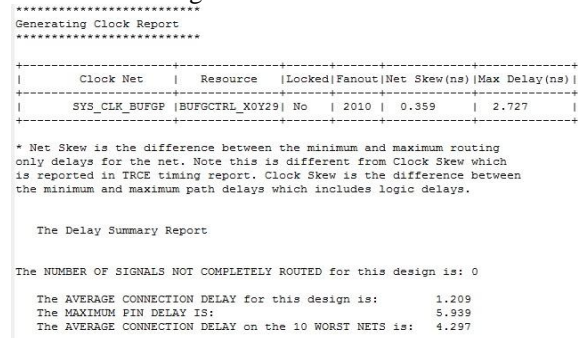 **************************
Generating Clock Report
**************************
+---------------------+--------------+------+------+------------+-------------+
| Clock Net | Resource |Locked|Fanout|Net Skew(ns)|Max Delay(ns)|
+---------------------+--------------+------+------+------------+-------------+
| SYS_CLK_BUFGP |BUFGCTRL_X0Y29| No | 2010 | 0.359 | 2.727 |
+---------------------+--------------+------+------+------------+-------------+
* Net Skew is the difference between the minimum and maximum routing
only delays for the net. Note this is different from Clock Skew which
is reported in TRCE timing report. Clock Skew is the difference between
the minimum and maximum path delays which includes logic delays.
The Delay Summary Report
The NUMBER OF SIGNALS NOT COMPLETELY ROUTED for this design is: 0
The AVERAGE CONNECTION DELAY for this design is: 1.209
The MAXIMUM PIN DELAY IS: 5.939
The AVERAGE CONNECTION DELAY on the 10 WORST NETS is: 4.297